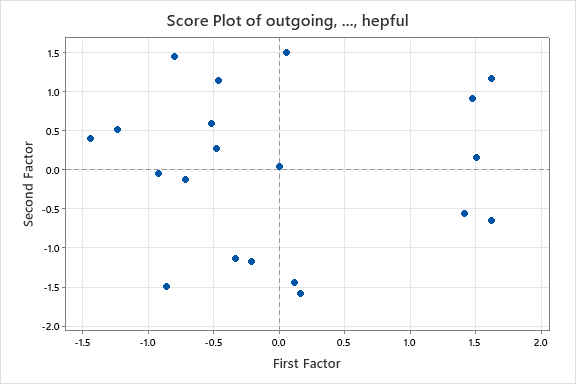 Score Plot of outgoing, ..., hepful
1.5
1.0
0.5
0.0
-0.5
-1.0
-1.5
-2.0
Second Factor
-1.5 -1.0 -0.5 0.0 0.5 1.0 1.5 2.0
First Factor